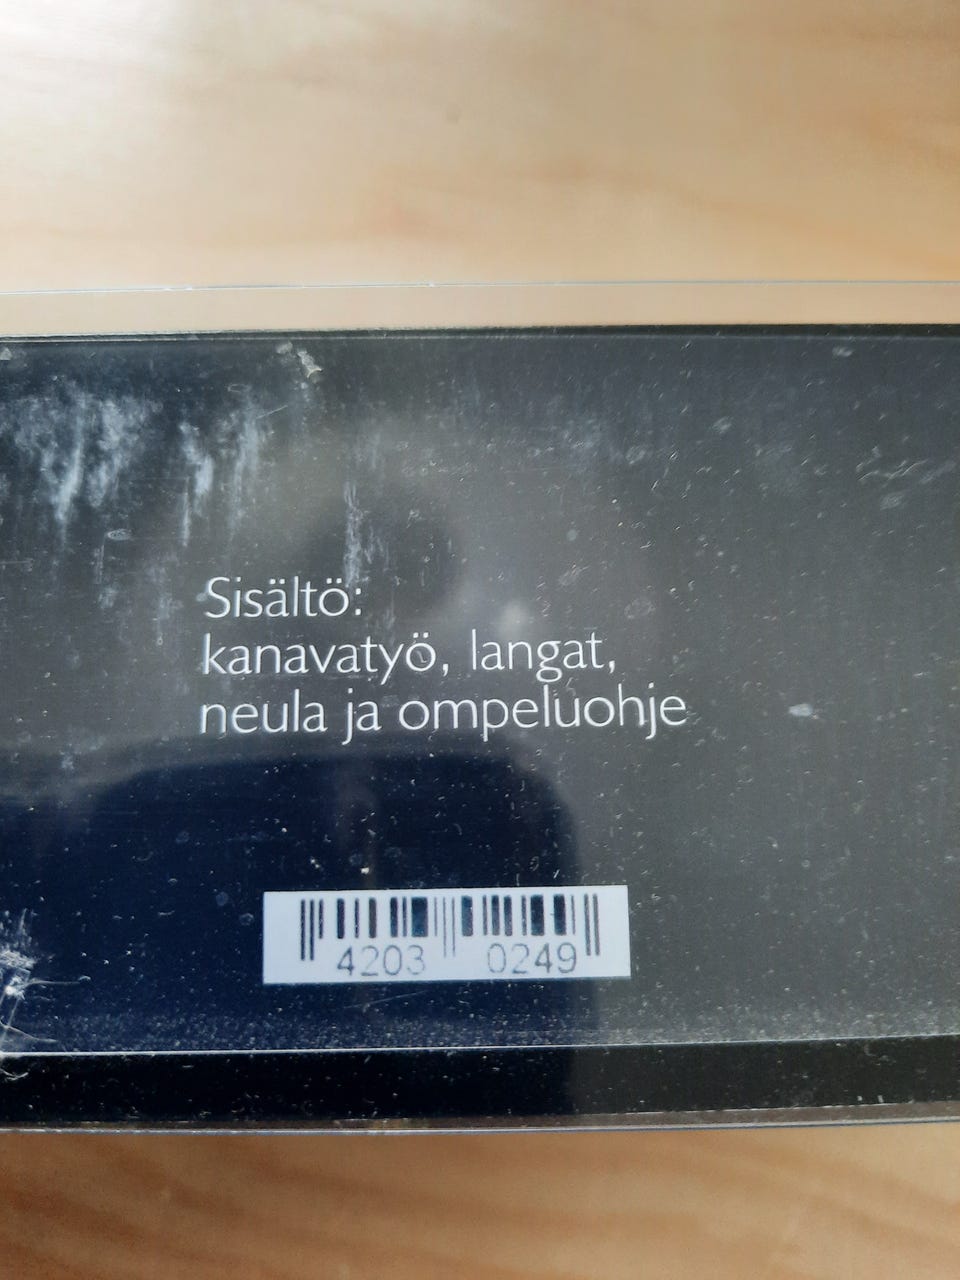 Sisältö:
kanavatyö, langat,
neula ja ompeluohje
4203 0249